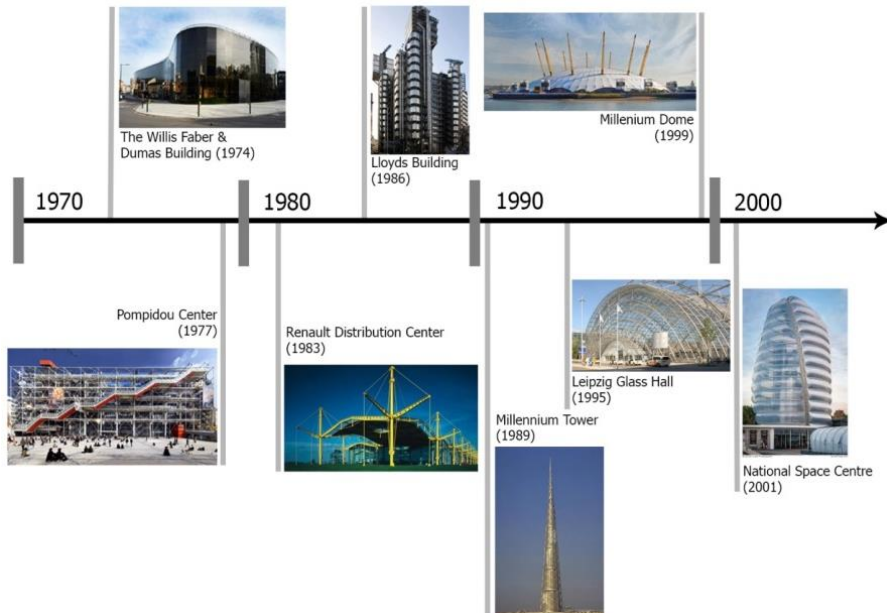 The Willis Faber &
Dumas Building (1974)
Lloyds Building
(1986)
Millenium Dome
(1999)
1970
1980
1990
2000
Pompidou Center
(1977)
Renault Distribution Center
(1983)
Leipzig Glass Hall
(1995)
Millennium Tower
(1989)
National Space Centre
(2001)